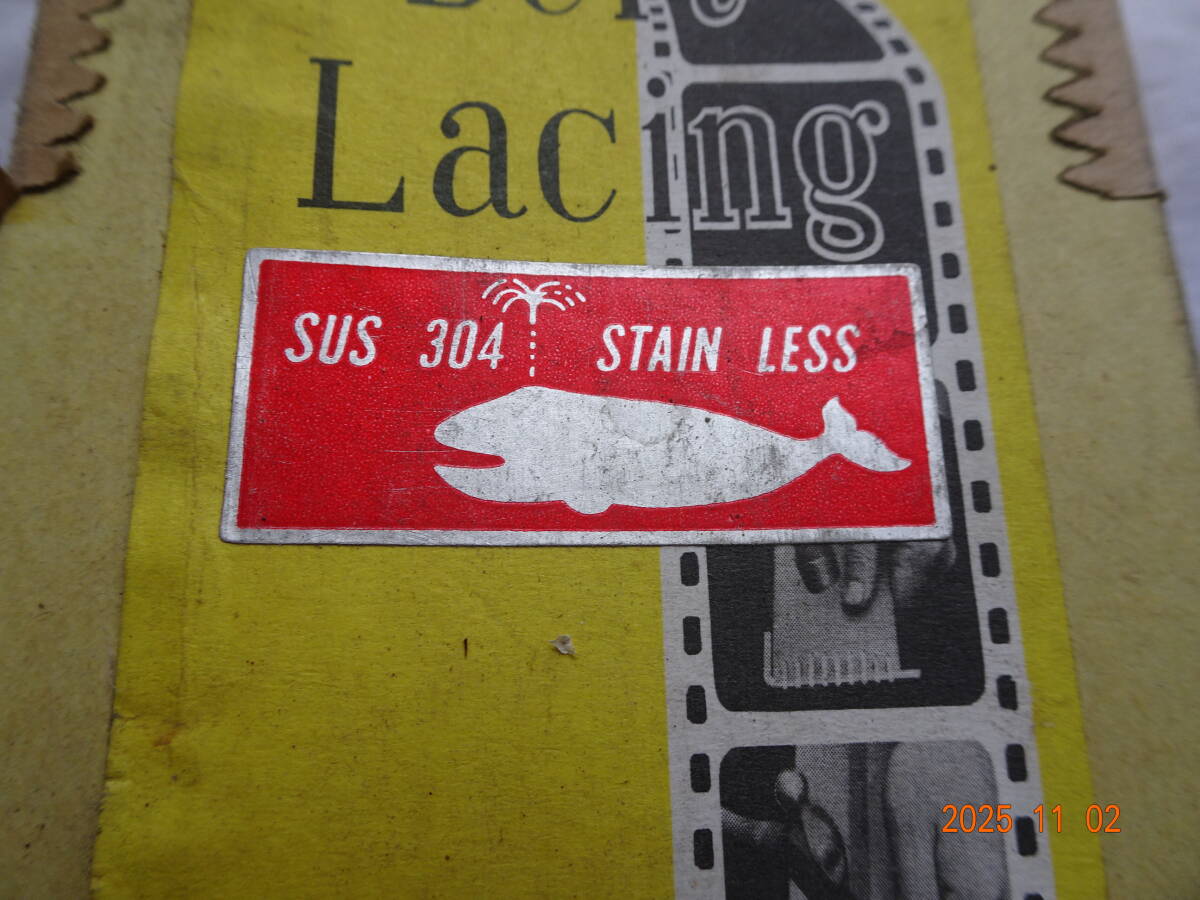 Lacing
SUS 304 STAIN LESS
2025 11 02